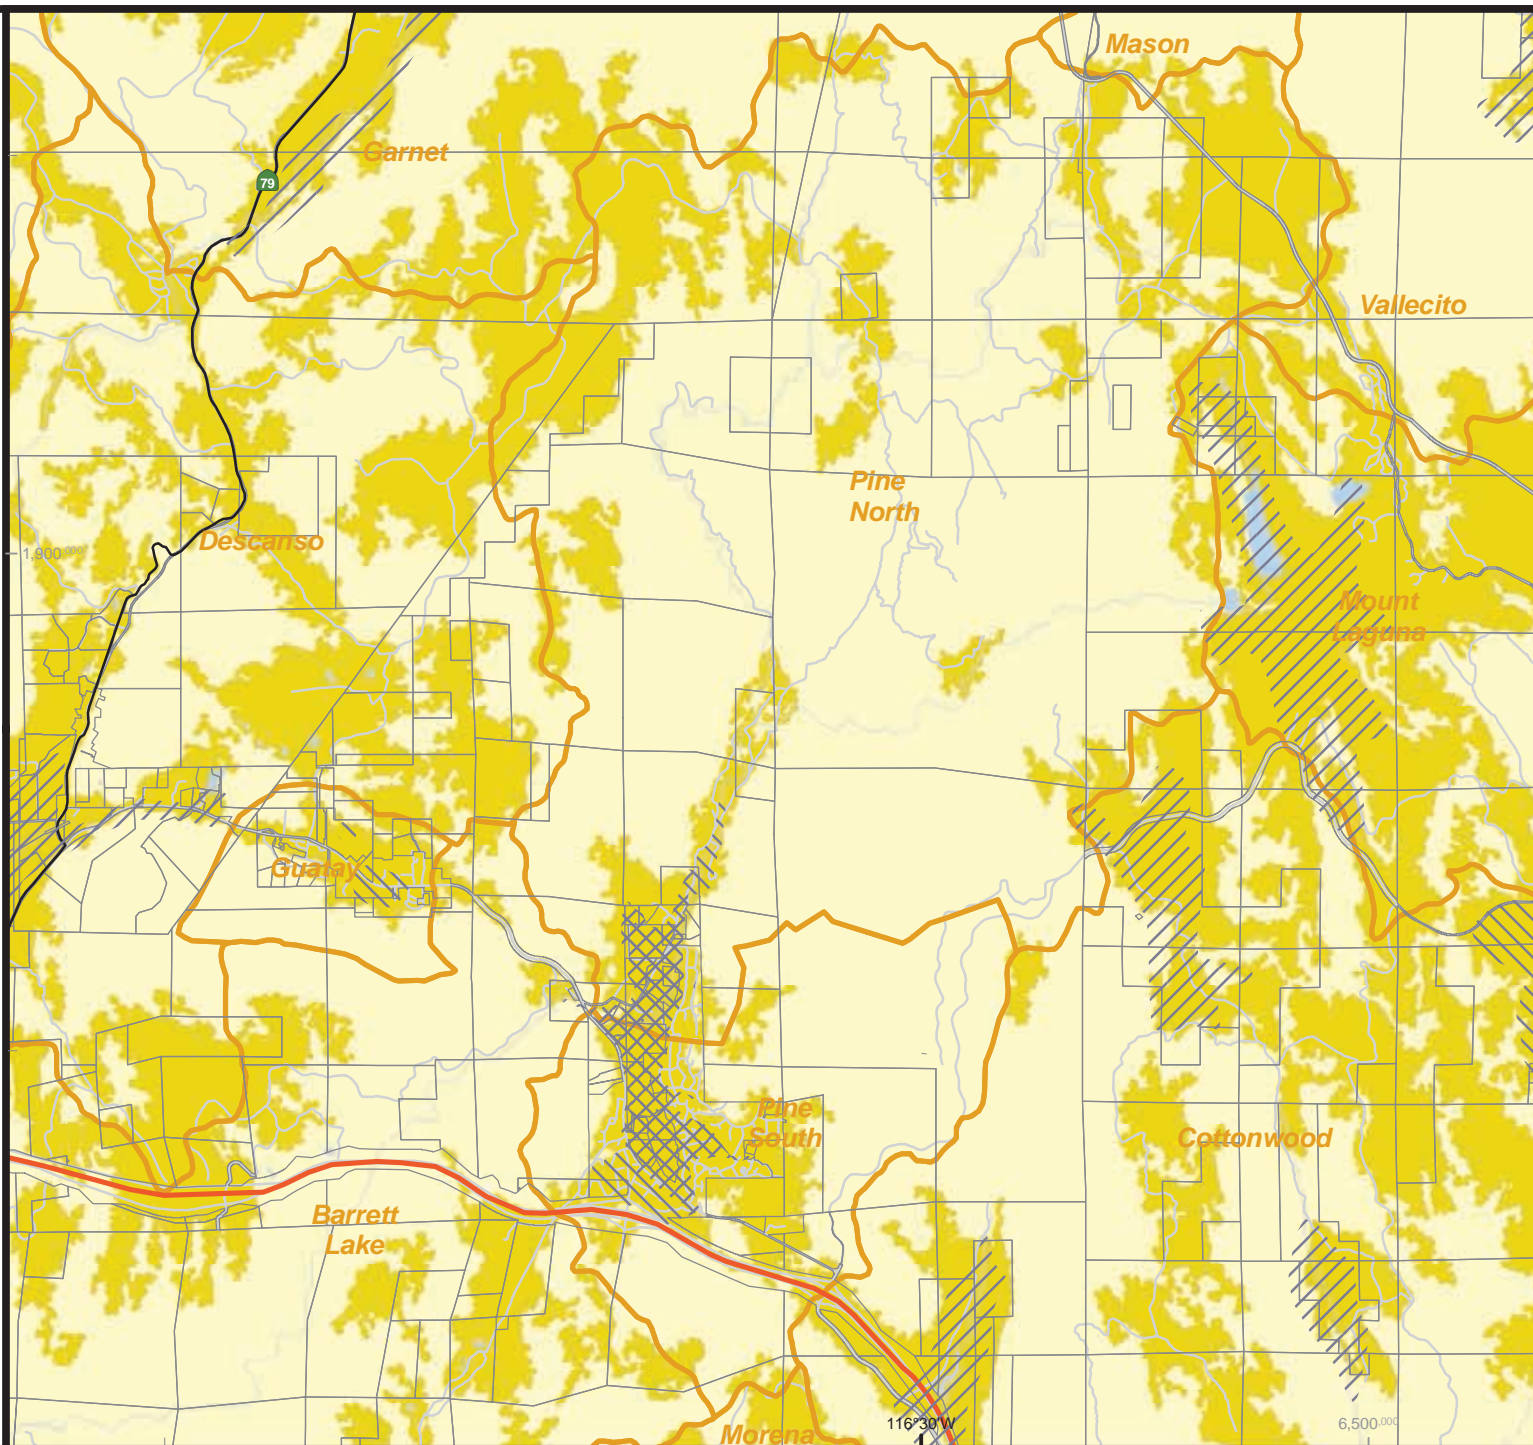 Mason
Garnet
79
Vallecito
Pine
North
Descanso
1,900,000
Mount
Laguna
Guatay
Pine
South
Cottonwood
Barrett
Lake
116°30'W
6,500,000
Morena